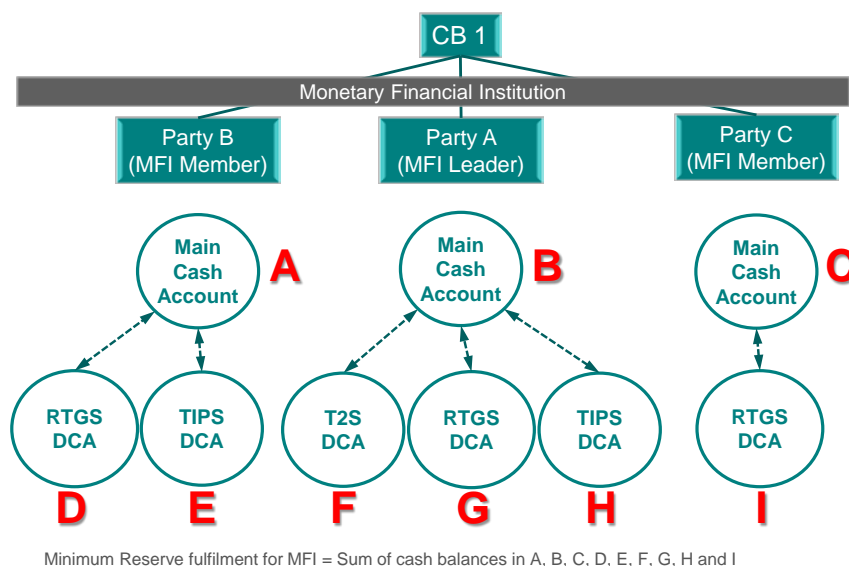 CB 1
Monetary Financial Institution
Party B
(MFI Member)
Party A
(MFI Leader)
Party C
(MFI Member)
Main
Cash
Account
A
Main
Cash
Account
B
Main
Cash
Account
C
RTGS
DCA
TIPS
DCA
T2S
DCA
RTGS
DCA
TIPS
DCA
RTGS
DCA
D
E
F
G
H
I
Minimum Reserve fulfilment for MFI = Sum of cash balances in A, B, C, D, E, F, G, H and I